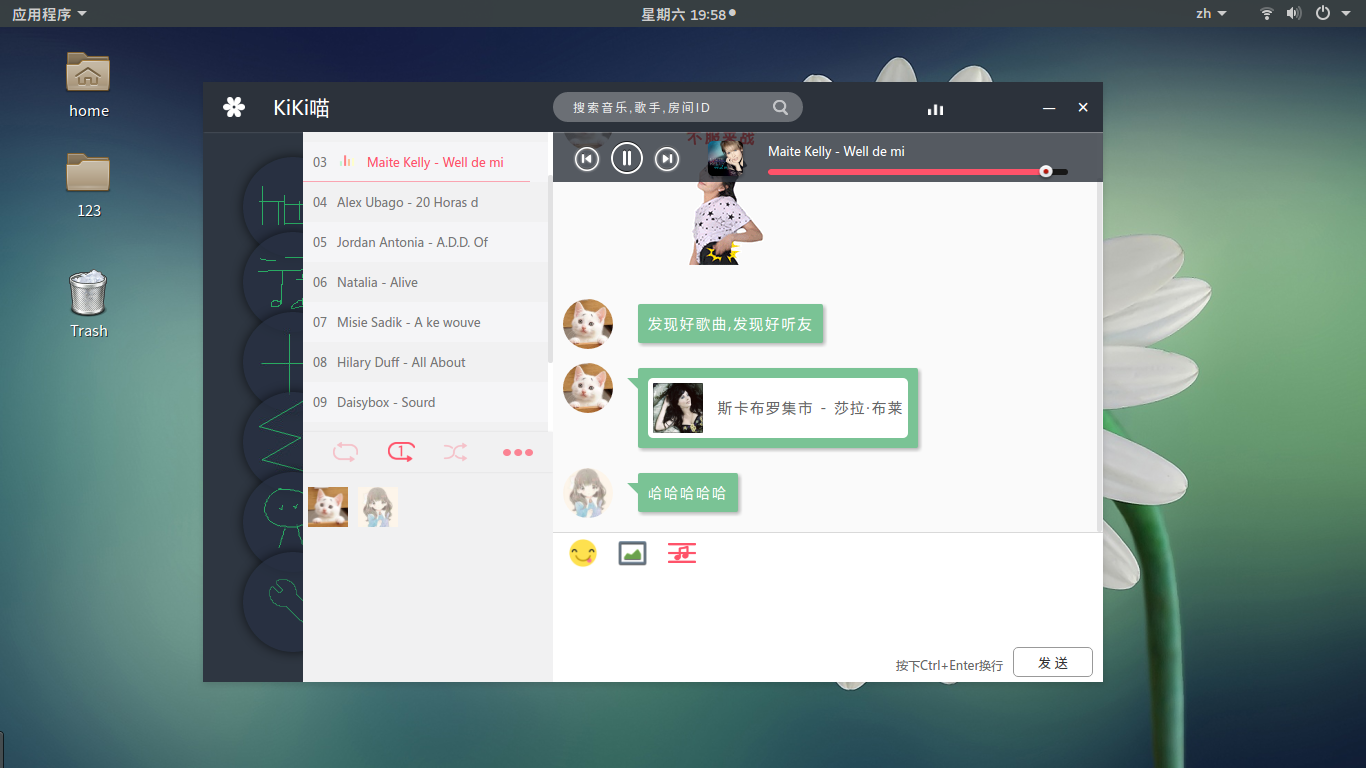 应用程序
星期六 19:58
zh
home
123
Trash
KiKi喵
搜索音乐,歌手,房间ID
03 Maite Kelly - Well de mi
04 Alex Ubago - 20 Horas d
05 Jordan Antonia - A.D.D. Of
06 Natalia - Alive
07 Misie Sadik - A ke wouve
08 Hilary Duff - All About
09 Daisybox - Sourd
1
Maite Kelly - Well de mi
发现好歌曲,发现好听友
斯卡布罗集市 - 莎拉·布莱
哈哈哈哈哈
按下Ctrl+Enter换行
发 送